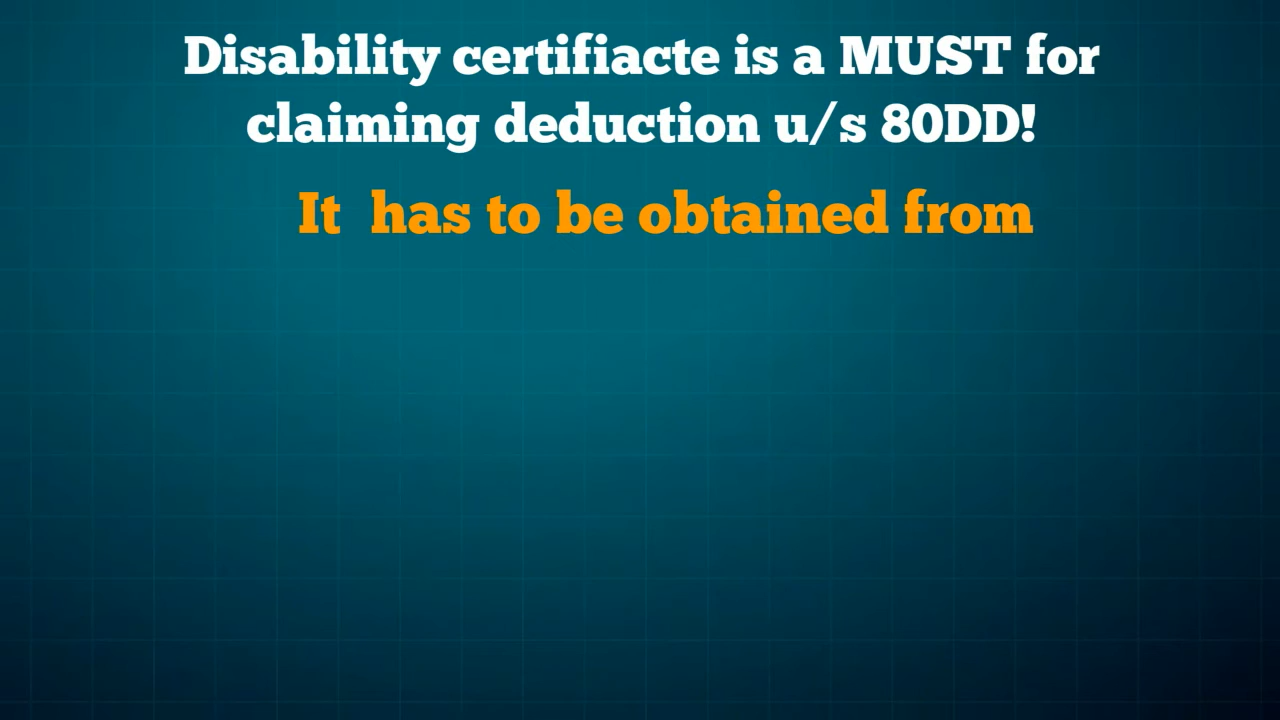 Disability certifiacte is a MUST for
claiming deduction u/s 80DD!
It has to be obtained from